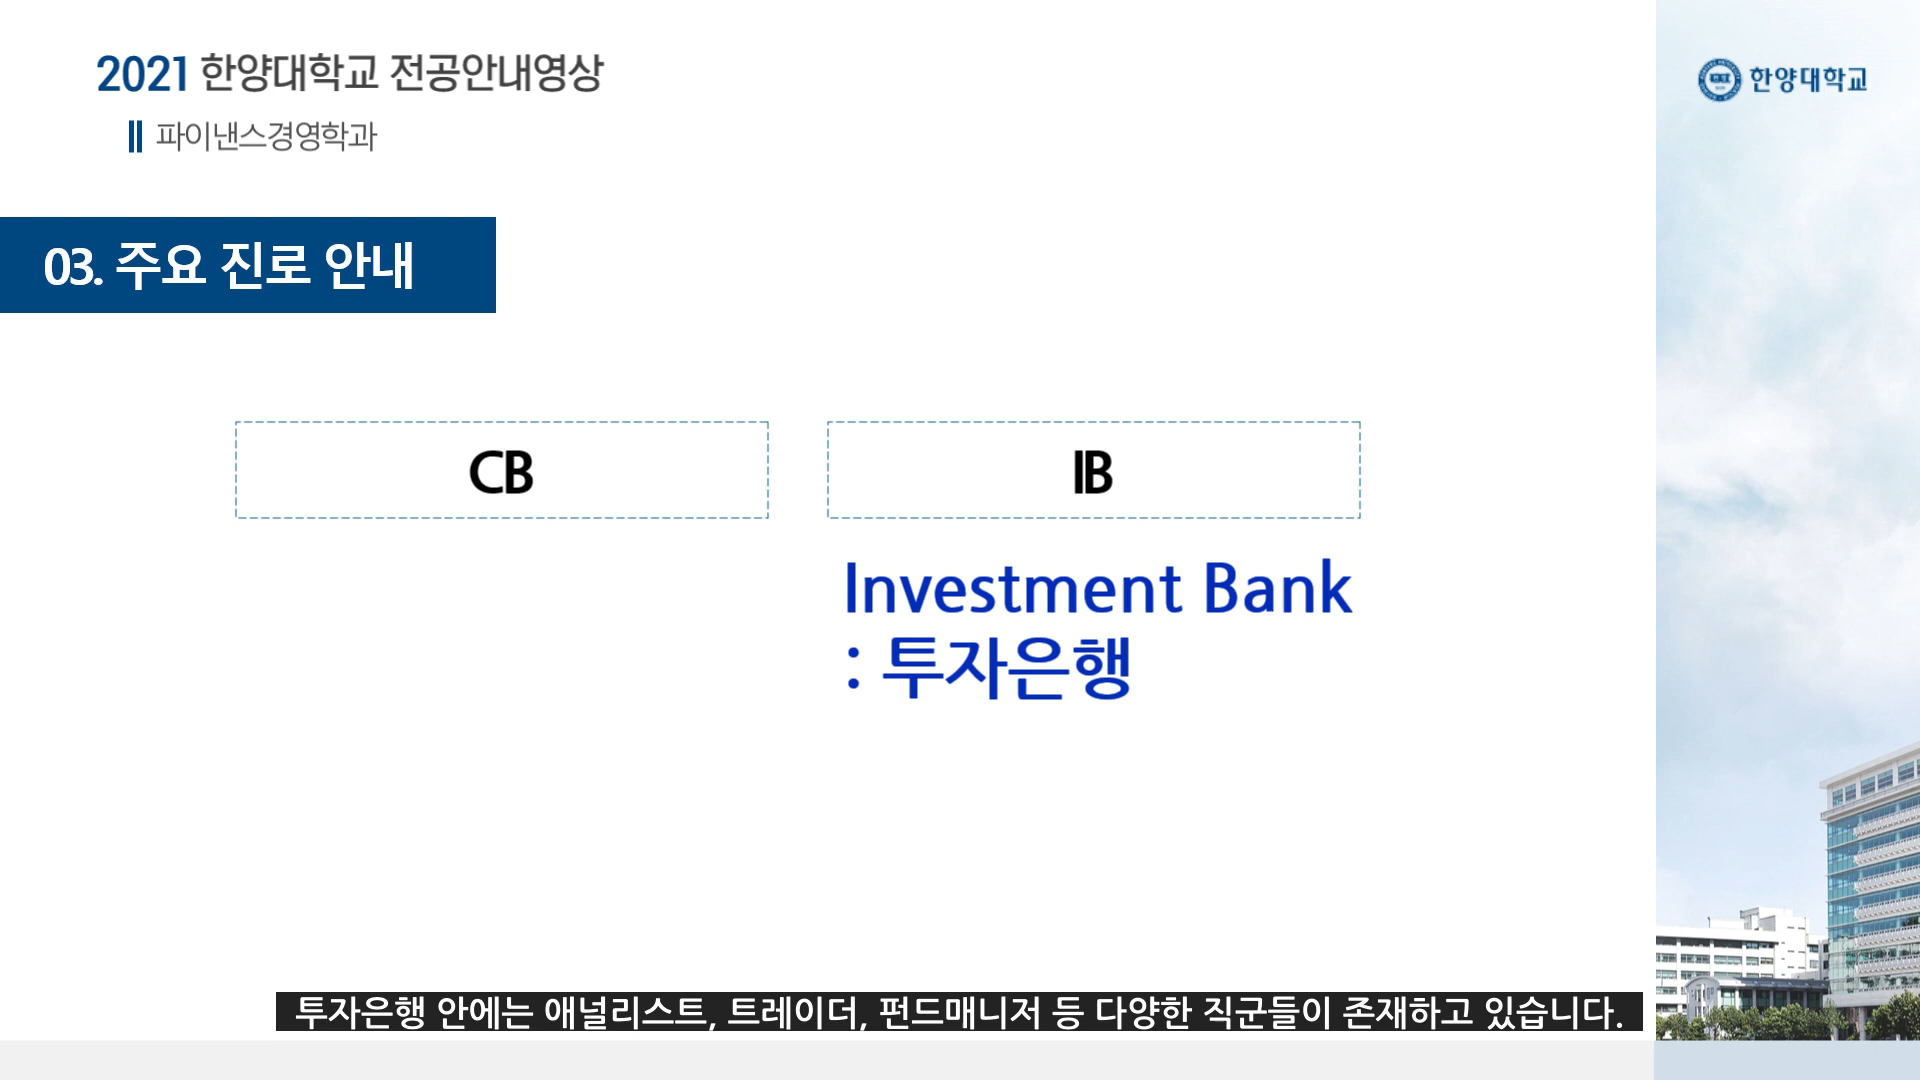 2021 한양대학교 전공안내영상
파이낸스경영학과
한양대학교
03. 주요 진로 안내
CB
IB
Investment Bank
: 투자은행
투자은행 안에는 애널리스트, 트레이더, 펀드매니저 등 다양한 직군들이 존재하고 있습니다.